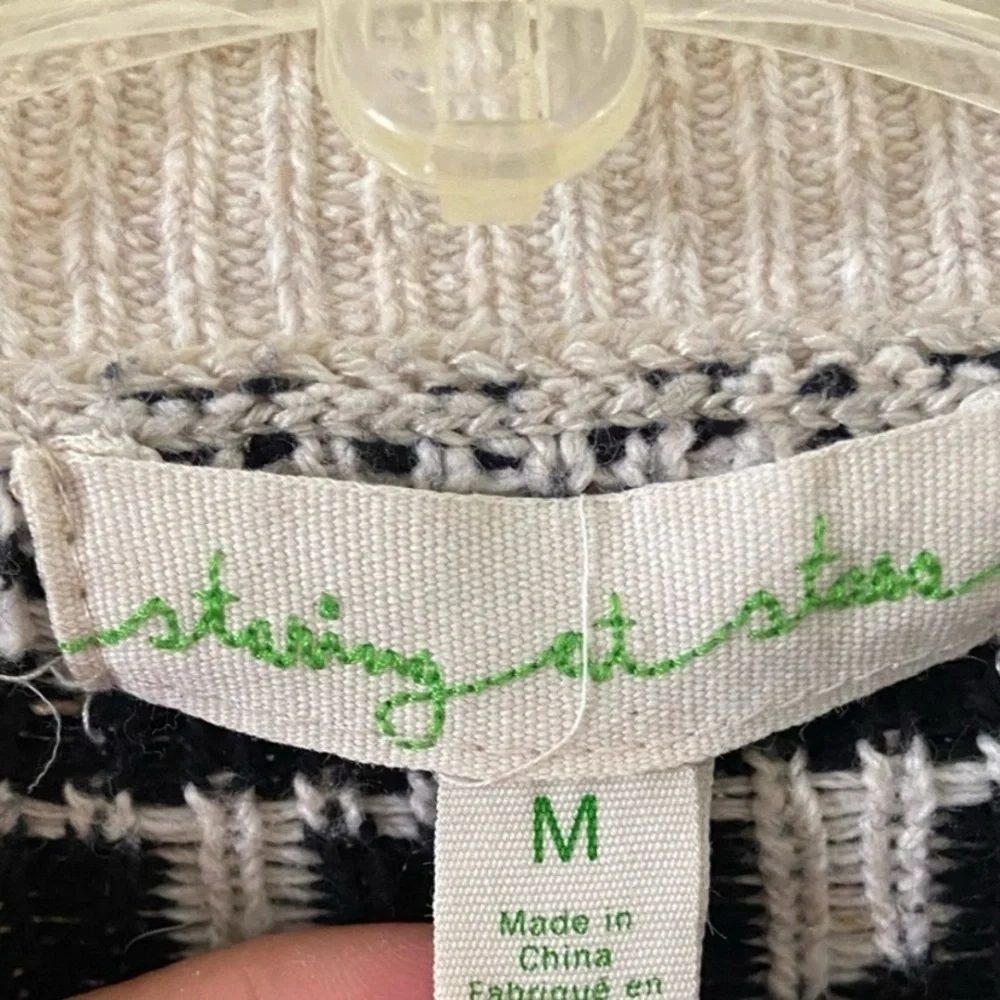 staring at stars
M
Made in
China
Fabriqué en